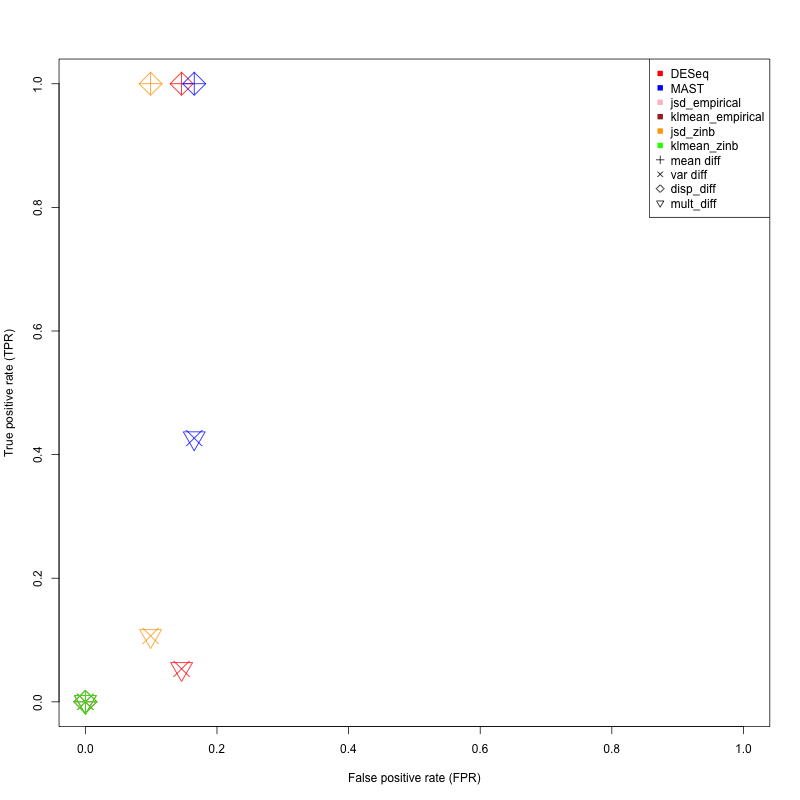 DESeq
MAST
jsd_empirical
klmean_empirical
jsd_zinb
klmean_zinb
mean diff
var diff
disp_diff
mult_diff
1.0
0.8
0.6
0.4
0.2
0.0
True positive rate (TPR)
0.0 0.2 0.4 0.6 0.8 1.0
False positive rate (FPR)